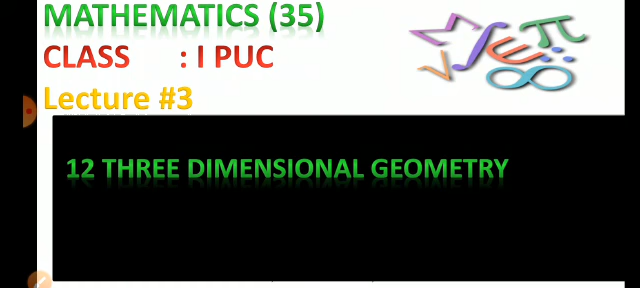 MATHEMATICS (35)
CLASS : I PUC
Lecture #3
12 THREE DIMENSIONAL GEOMETRY